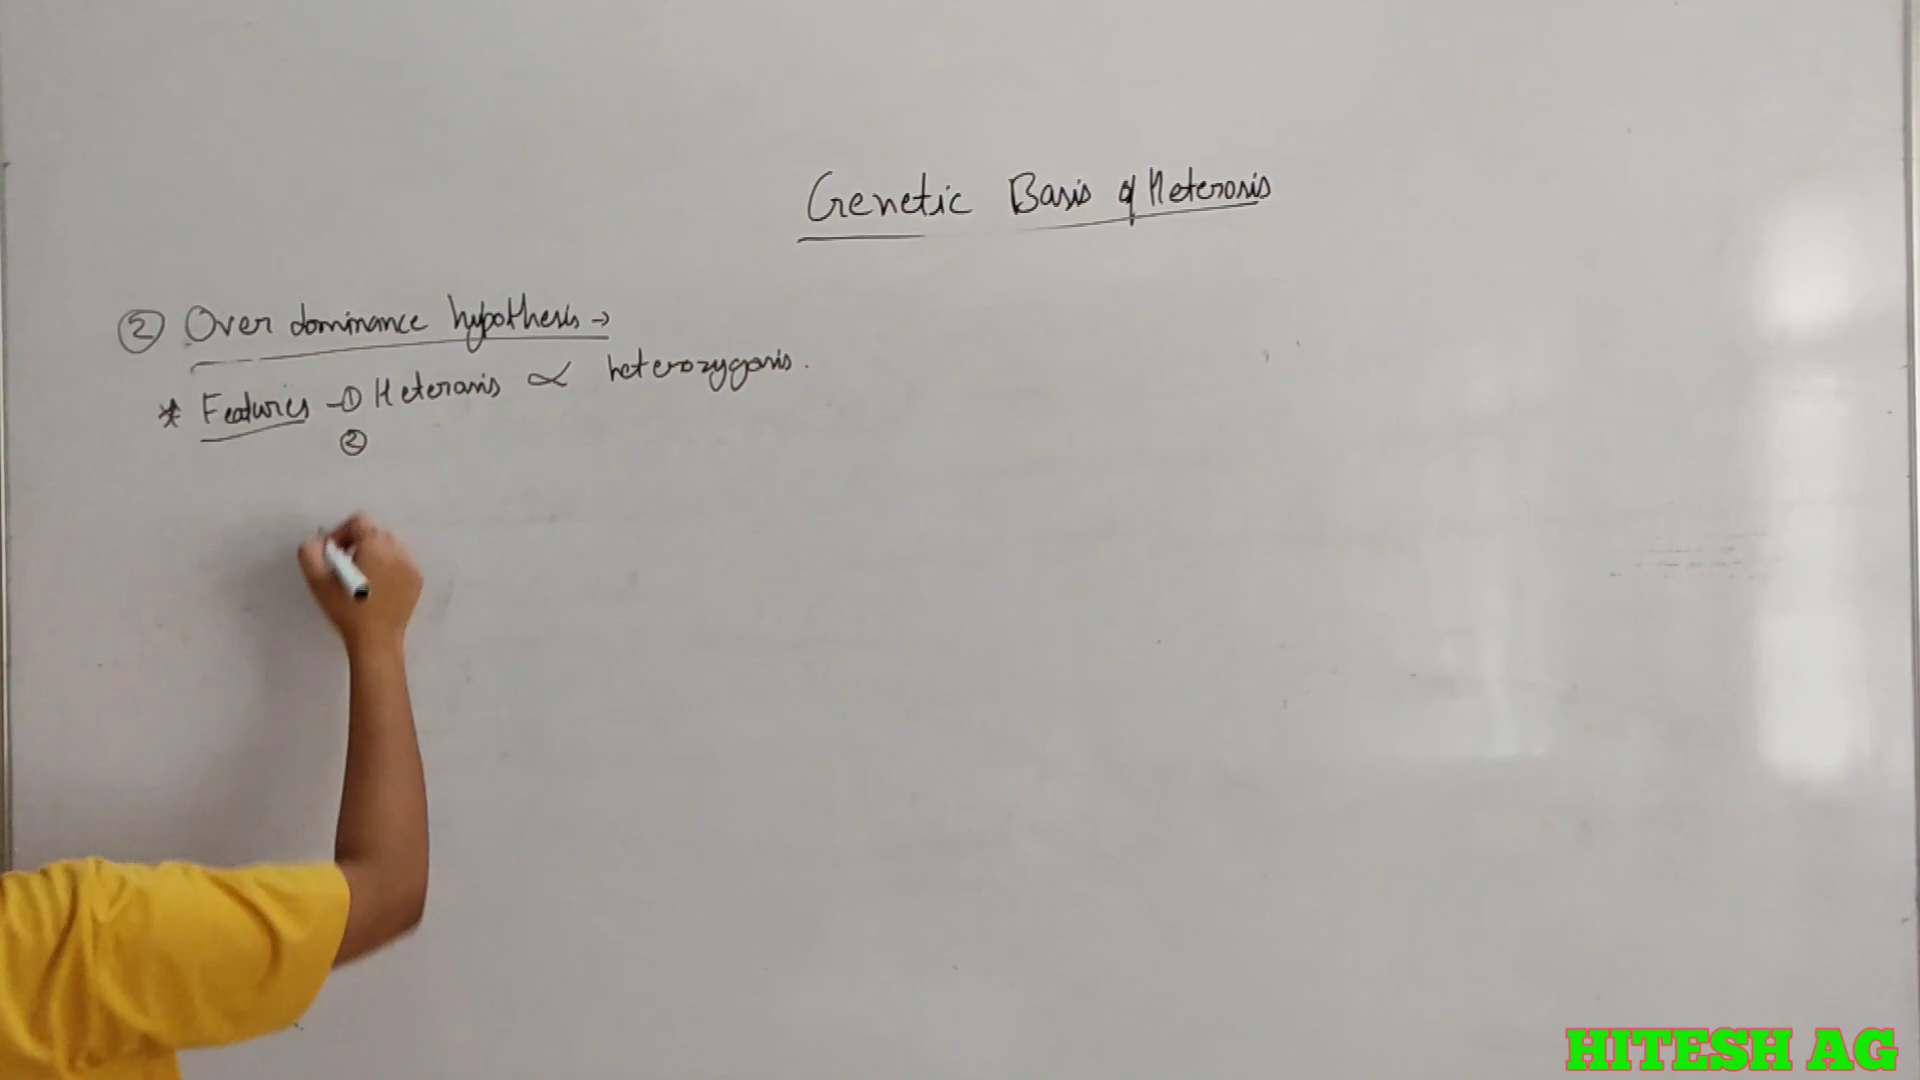 Genetic Basis of Heterosis
② Over dominance hypothesis →
* Features - ① Heterosis ∝ heterozygosis.
②
HITESH AG